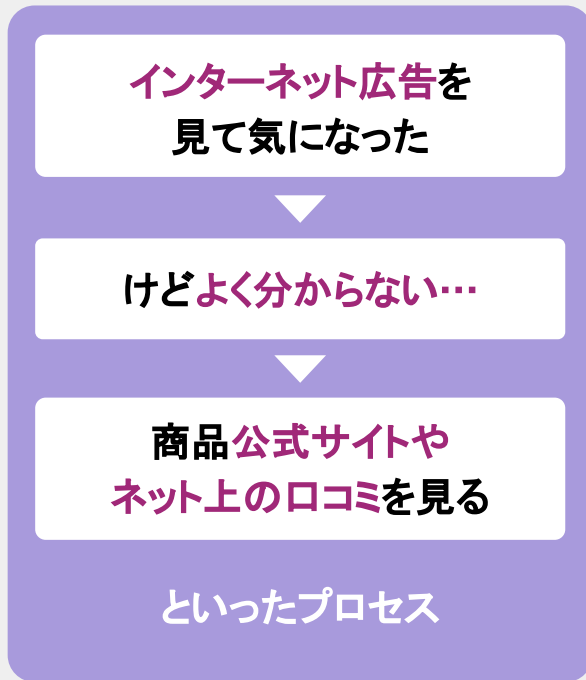 インターネット広告を
見て気になった
けどよく分からない…
商品公式サイトや
ネット上の口コミを見る
といったプロセス